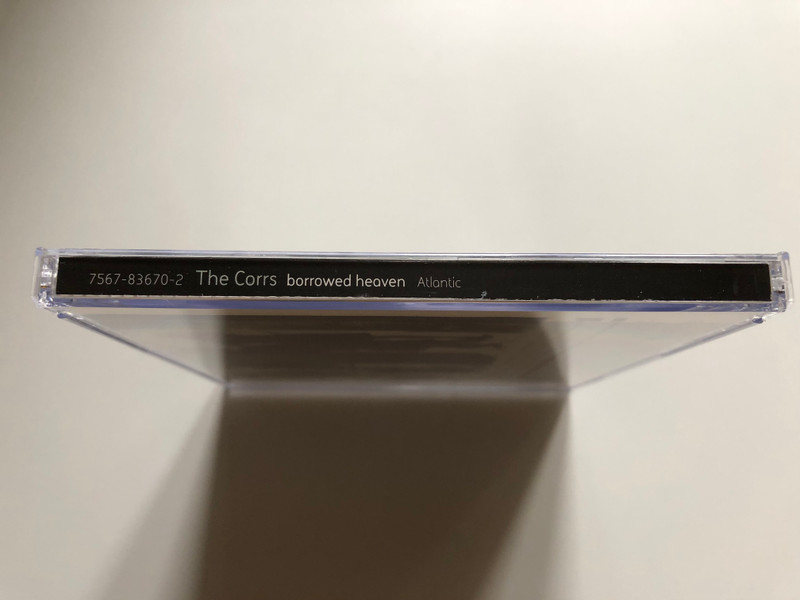 7567-83670-2 The Corrs borrowed heaven Atlantic